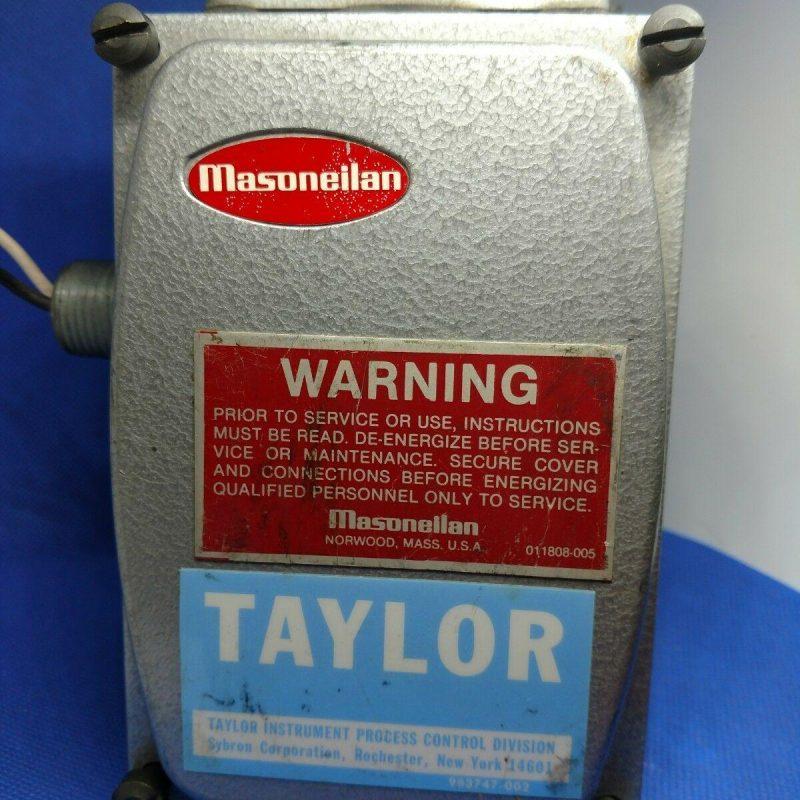 Masoneilan
WARNING
PRIOR TO SERVICE OR USE, INSTRUCTIONS
MUST BE READ. DE-ENERGIZE BEFORE SER-
VICE OR MAINTENANCE. SECURE COVER
AND CONNECTIONS BEFORE ENERGIZING
QUALIFIED PERSONNEL ONLY TO SERVICE.
Masoneilan
NORWOOD, MASS. U.S.A.
011808-005
TAYLOR
TAYLOR INSTRUMENT PROCESS CONTROL DIVISION
Sybron Corporation, Rochester, New York 14601
993747-002